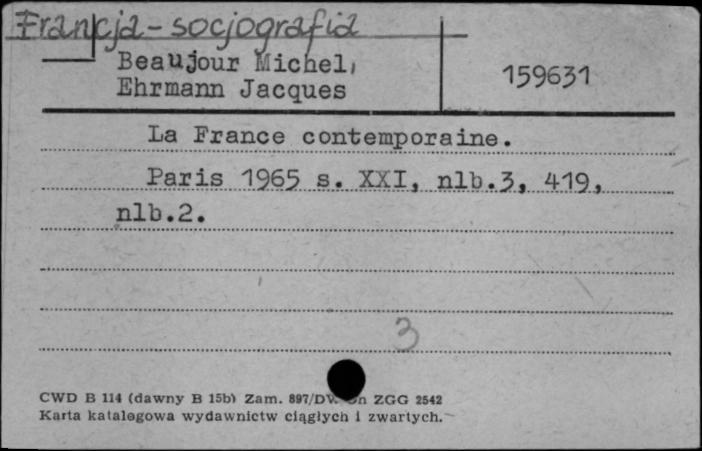 Francja - socjografia
Beaujour Michel,
Ehrmann Jacques
159631
La France contemporaine.
Paris 1965 s. XXI, nlb.3, 419,
nlb.2.
3
CWD B 114 (dawny B 15b) Zam. 897/DW. ZGG 2542
Karta katalogowa wydawnictw ciągłych i zwartych.